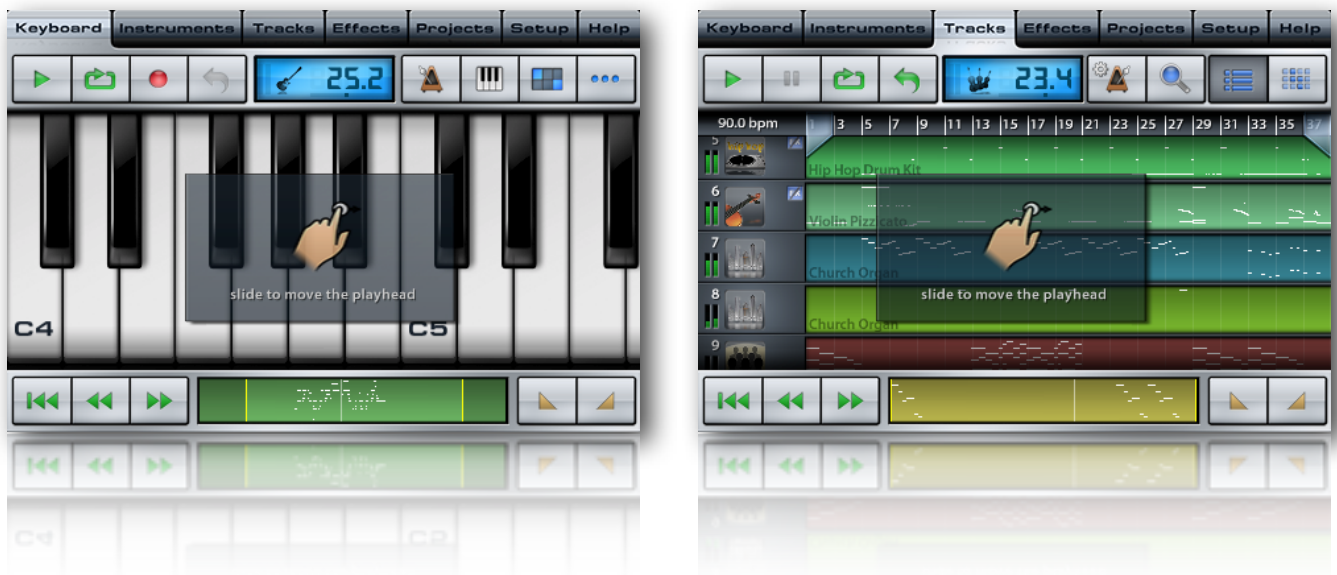 Keyboard Instruments Tracks Effects Projects Setup Help
25.2
slide to move the playhead
C4 C5
Keyboard Instruments Tracks Effects Projects Setup Help
23.4
90.0 bpm 1 3 5 7 9 11 13 15 17 19 21 23 25 27 29 31 33 35 37
5
Hip Hop Drum Kit
6
Violin Pizzicato
7
Church Organ
slide to move the playhead
8
Church Organ
9